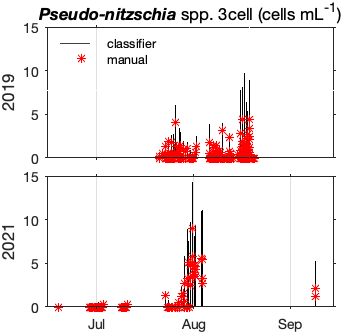 Pseudo-nitzschia spp. 3cell (cells mL⁻¹)
15
classifier
manual
10
2019
5
0
15
10
2021
5
0
Jul Aug Sep